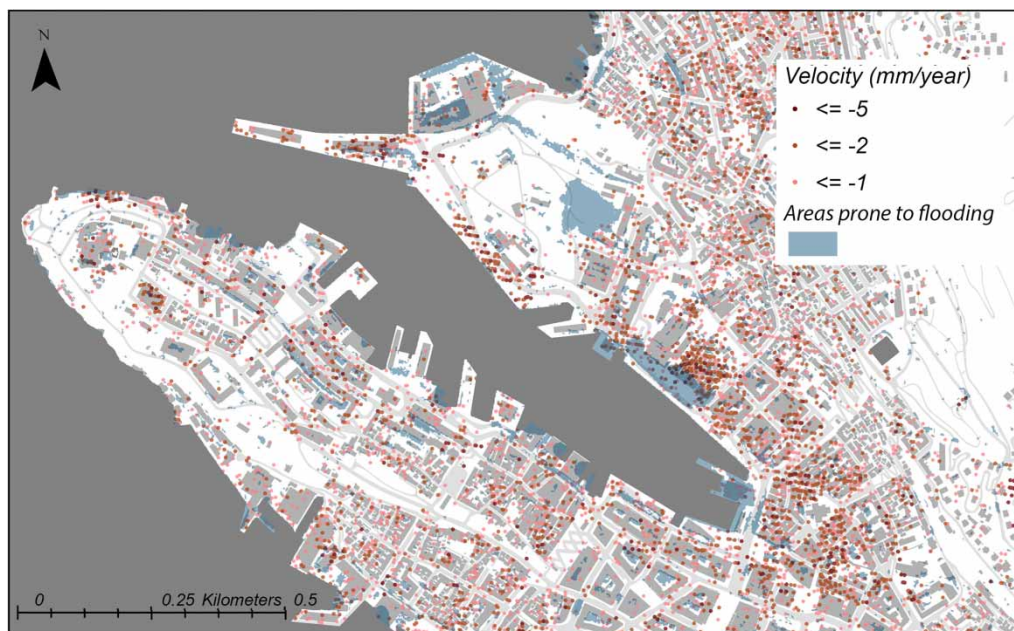 N
Velocity (mm/year)
<= -5
<= -2
<= -1
Areas prone to flooding
0 0.25 Kilometers 0.5